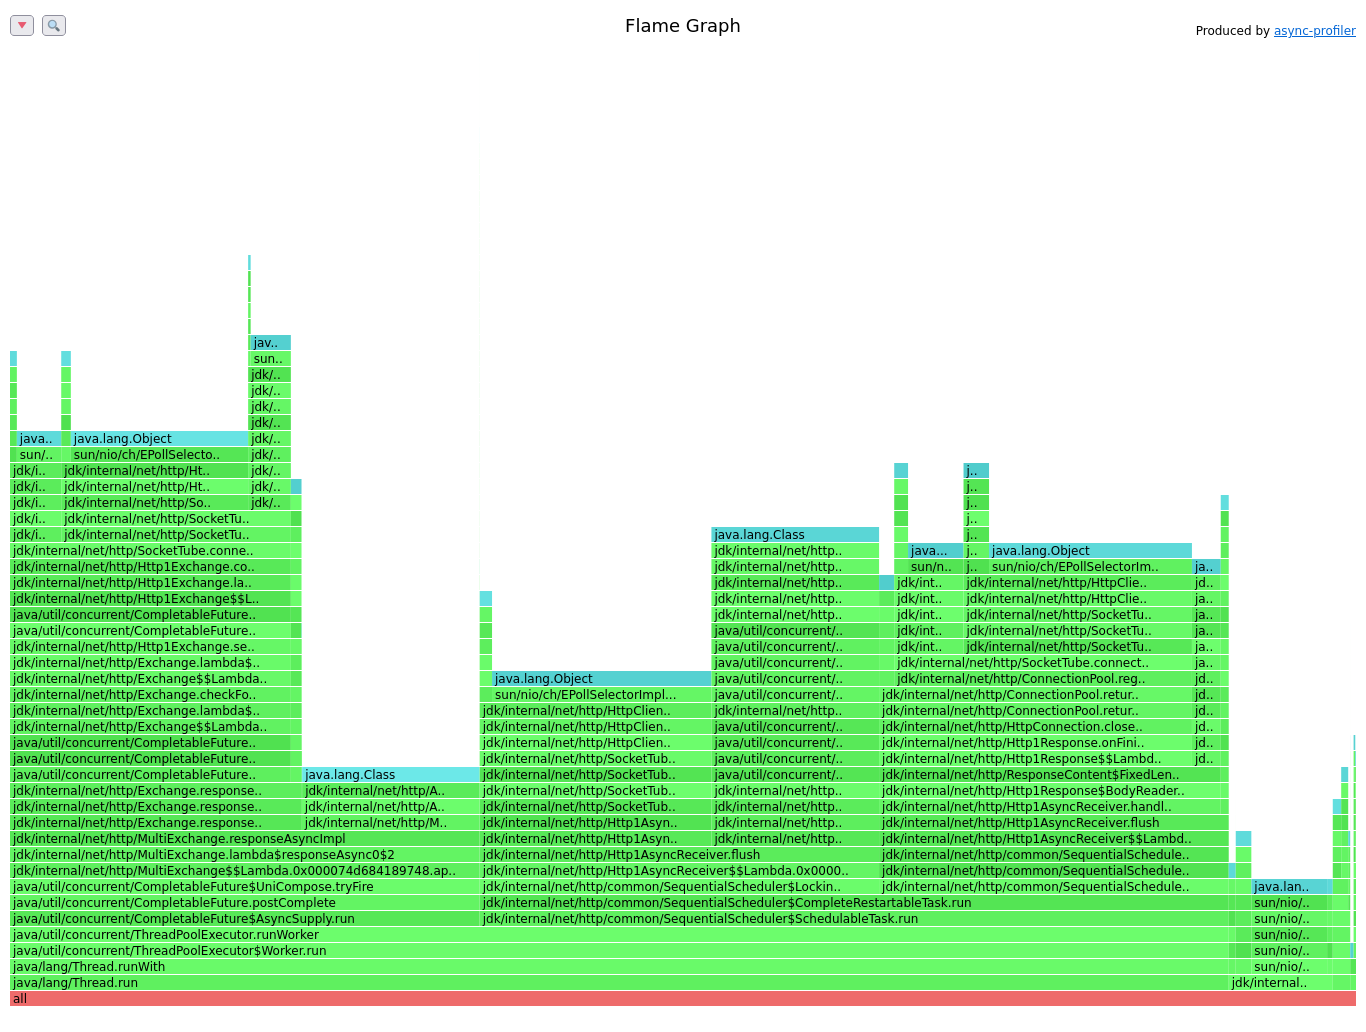 Flame Graph
Produced by async-profiler
jav..
sun..
jdk/..
jdk/..
jdk/..
jdk/..
java.. java.lang.Object jdk/..
sun/.. sun/nio/ch/EPollSelecto.. jdk/..
jdk/i.. jdk/internal/net/http/Ht.. jdk/.. j..
jdk/i.. jdk/internal/net/http/Ht.. jdk/.. j..
jdk/i.. jdk/internal/net/http/So.. jdk/.. j..
jdk/i.. jdk/internal/net/http/SocketTu.. j..
jdk/i.. jdk/internal/net/http/SocketTu.. java.lang.Class j..
jdk/internal/net/http/SocketTube.conne.. jdk/internal/net/http.. java... j.. java.lang.Object
jdk/internal/net/http/Http1Exchange.co.. jdk/internal/net/http.. sun/n.. j.. sun/nio/ch/EPollSelectorIm.. ja..
jdk/internal/net/http/Http1Exchange.la.. jdk/internal/net/http.. jdk/int.. jdk/internal/net/http/HttpClie.. jd..
jdk/internal/net/http/Http1Exchange$$L.. jdk/internal/net/http.. jdk/int.. jdk/internal/net/http/HttpClie.. ja..
java/util/concurrent/CompletableFuture.. jdk/internal/net/http.. jdk/int.. jdk/internal/net/http/SocketTu.. ja..
java/util/concurrent/CompletableFuture.. java/util/concurrent/.. jdk/int.. jdk/internal/net/http/SocketTu.. ja..
jdk/internal/net/http/Http1Exchange.se.. java/util/concurrent/.. jdk/int.. jdk/internal/net/http/SocketTu.. ja..
jdk/internal/net/http/Exchange.lambda$.. java/util/concurrent/.. jdk/internal/net/http/SocketTube.connect.. ja..
jdk/internal/net/http/Exchange$$Lambda.. java.lang.Object java/util/concurrent/.. jdk/internal/net/http/ConnectionPool.reg.. jd..
jdk/internal/net/http/Exchange.checkFo.. sun/nio/ch/EPollSelectorImpl... java/util/concurrent/.. jdk/internal/net/http/ConnectionPool.retur.. jd..
jdk/internal/net/http/Exchange.lambda$.. jdk/internal/net/http/HttpClien.. jdk/internal/net/http.. jdk/internal/net/http/ConnectionPool.retur.. jd..
jdk/internal/net/http/Exchange$$Lambda.. jdk/internal/net/http/HttpClien.. java/util/concurrent/.. jdk/internal/net/http/HttpConnection.close.. jd..
java/util/concurrent/CompletableFuture.. jdk/internal/net/http/HttpClien.. java/util/concurrent/.. jdk/internal/net/http/Http1Response.onFini.. jd..
java/util/concurrent/CompletableFuture.. jdk/internal/net/http/SocketTub.. java/util/concurrent/.. jdk/internal/net/http/Http1Response$$Lambd.. jd..
java/util/concurrent/CompletableFuture.. java.lang.Class jdk/internal/net/http/SocketTub.. java/util/concurrent/.. jdk/internal/net/http/ResponseContent$FixedLen..
jdk/internal/net/http/Exchange.response.. jdk/internal/net/http/A.. jdk/internal/net/http/SocketTub.. jdk/internal/net/http.. jdk/internal/net/http/Http1Response$BodyReader..
jdk/internal/net/http/Exchange.response.. jdk/internal/net/http/A.. jdk/internal/net/http/SocketTub.. jdk/internal/net/http.. jdk/internal/net/http/Http1AsyncReceiver.handl..
jdk/internal/net/http/Exchange.response.. jdk/internal/net/http/M.. jdk/internal/net/http/Http1Asyn.. jdk/internal/net/http.. jdk/internal/net/http/Http1AsyncReceiver.flush
jdk/internal/net/http/MultiExchange.responseAsyncImpl jdk/internal/net/http/Http1Asyn.. jdk/internal/net/http.. jdk/internal/net/http/Http1AsyncReceiver$$Lambd..
jdk/internal/net/http/MultiExchange.lambda$responseAsync0$2 jdk/internal/net/http/Http1AsyncReceiver.flush jdk/internal/net/http/common/SequentialSchedule..
jdk/internal/net/http/MultiExchange$$Lambda.0x000074d684189748.ap.. jdk/internal/net/http/Http1AsyncReceiver$$Lambda.0x0000.. jdk/internal/net/http/common/SequentialSchedule..
java/util/concurrent/CompletableFuture$UniCompose.tryFire jdk/internal/net/http/common/SequentialScheduler$Lockin.. jdk/internal/net/http/common/SequentialSchedule.. java.lan..
java/util/concurrent/CompletableFuture.postComplete jdk/internal/net/http/common/SequentialScheduler$CompleteRestartableTask.run sun/nio/..
java/util/concurrent/CompletableFuture$AsyncSupply.run jdk/internal/net/http/common/SequentialScheduler$SchedulableTask.run sun/nio/..
java/util/concurrent/ThreadPoolExecutor.runWorker sun/nio/..
java/util/concurrent/ThreadPoolExecutor$Worker.run sun/nio/..
java/lang/Thread.runWith sun/nio/..
java/lang/Thread.run jdk/internal..
all